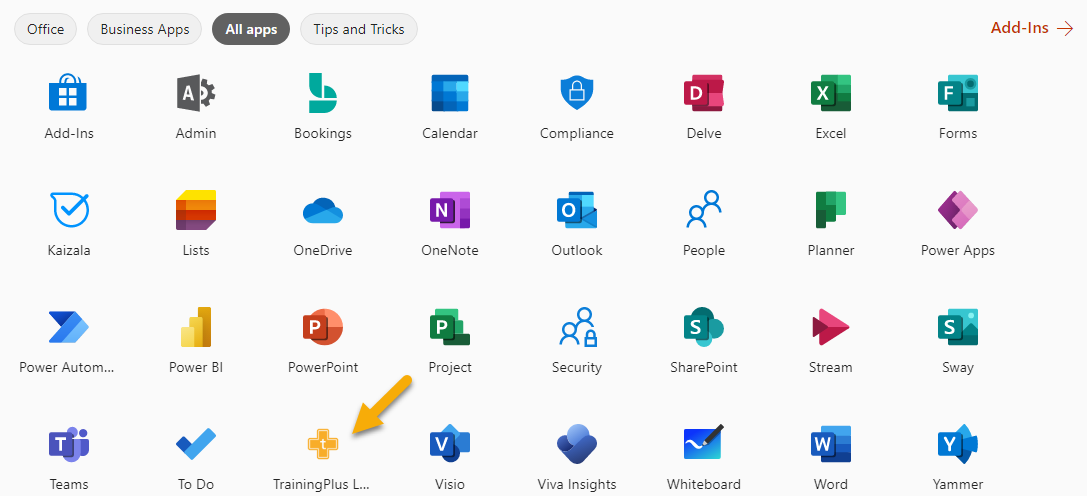 Office Business Apps All apps Tips and Tricks Add-Ins
Add-Ins Admin Bookings Calendar Compliance Delve Excel Forms
Kaizala Lists OneDrive OneNote Outlook People Planner Power Apps
Power Autom... Power BI PowerPoint Project Security SharePoint Stream Sway
Teams To Do TrainingPlus L... Visio Viva Insights Whiteboard Word Yammer